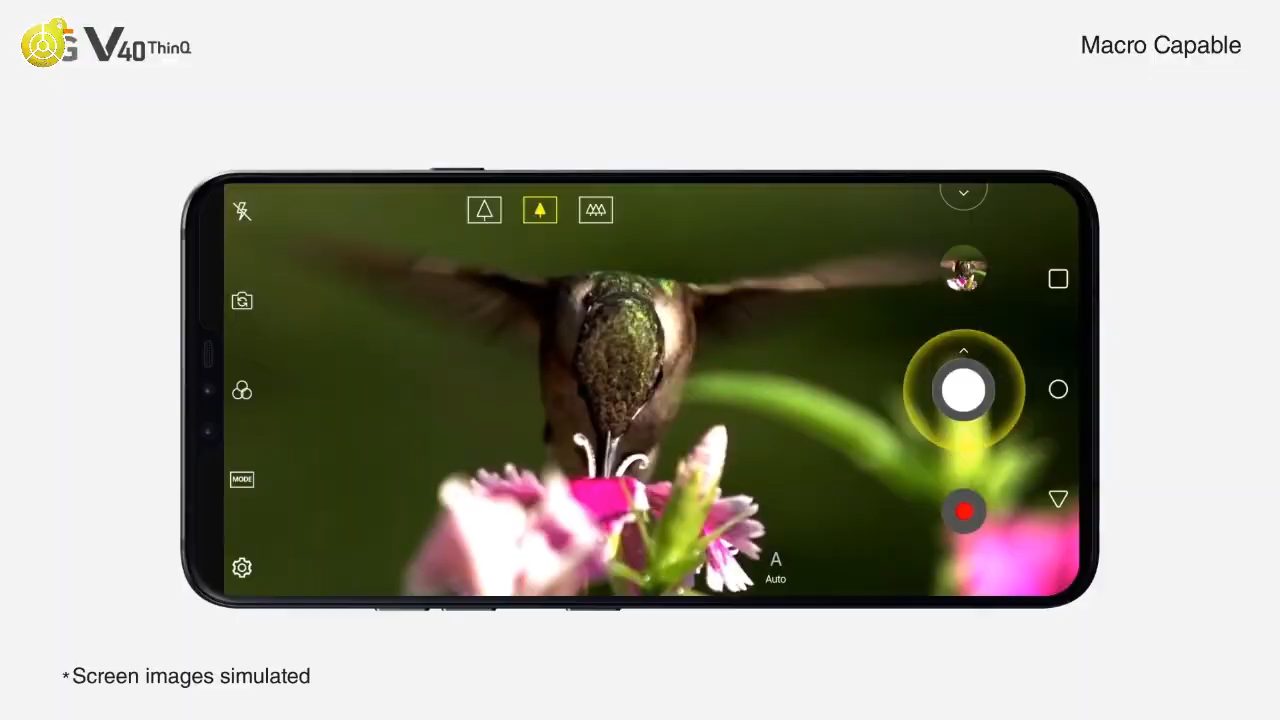 G V40 ThinQ
Macro Capable
MODE
A
Auto
*Screen images simulated